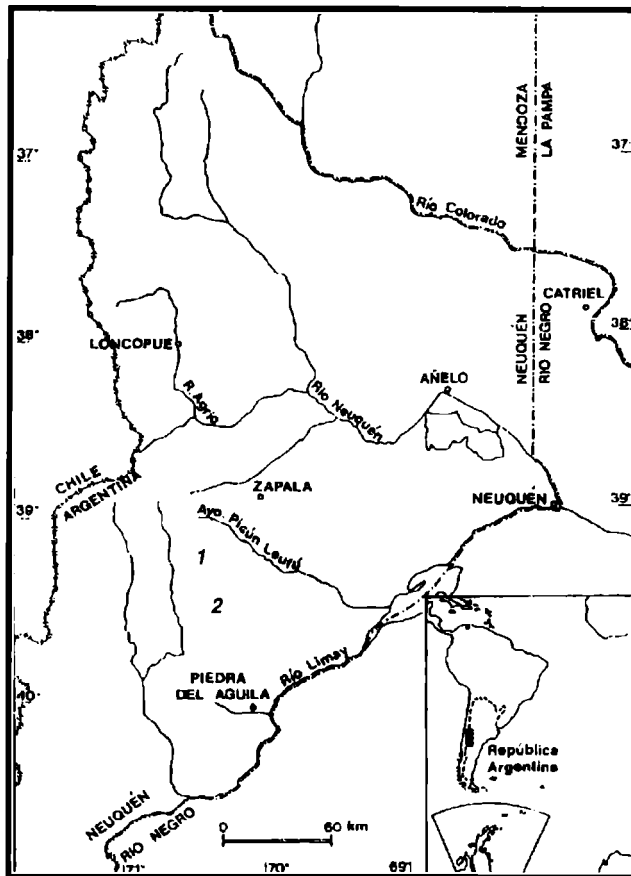 MENDOZA
LA PAMPA
37°
37°
Río Colorado
CATRIEL
38°
38°
LONCOPUE
NEUQUÉN
RIO NEGRO
AÑELO
R. Agrio
Río Neuquén
CHILE
ARGENTINA
39°
ZAPALA
NEUQUÉN
39°
Ayo. Picún Leufú
1
2
PIEDRA
DEL AGUILA
Río Limay
40°
República
Argentina
NEUQUÉN
RIO NEGRO
0
60 km
71°
70°
69°